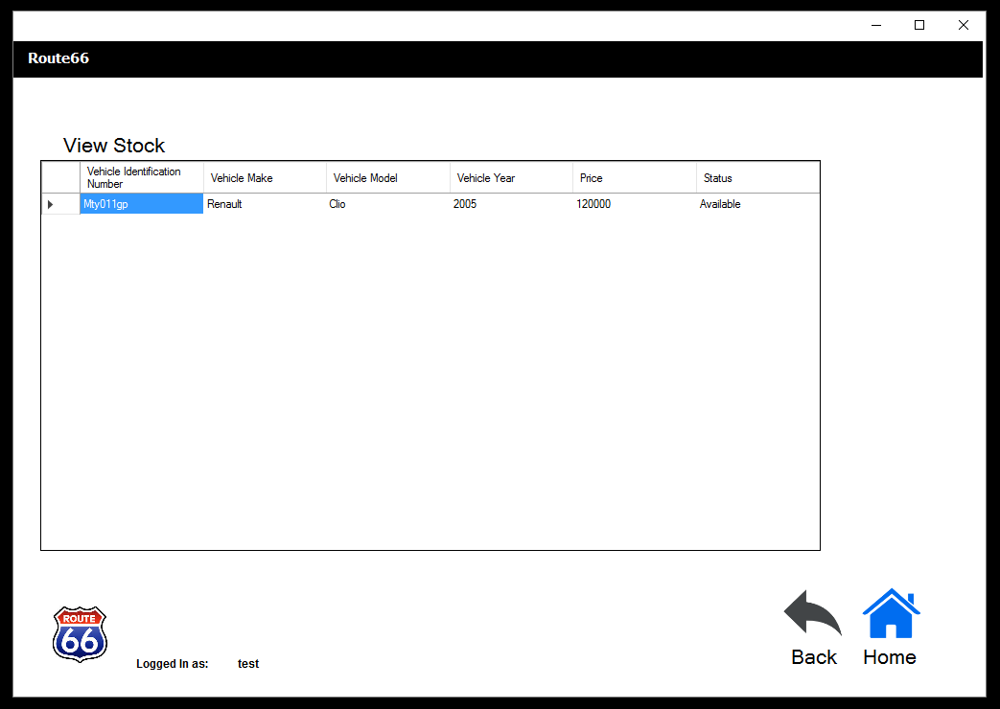 Route66
View Stock
Vehicle Identification Number Vehicle Make Vehicle Model Vehicle Year Price Status
Mty011gp Renault Clio 2005 120000 Available
ROUTE
66
Logged In as: test
Back Home